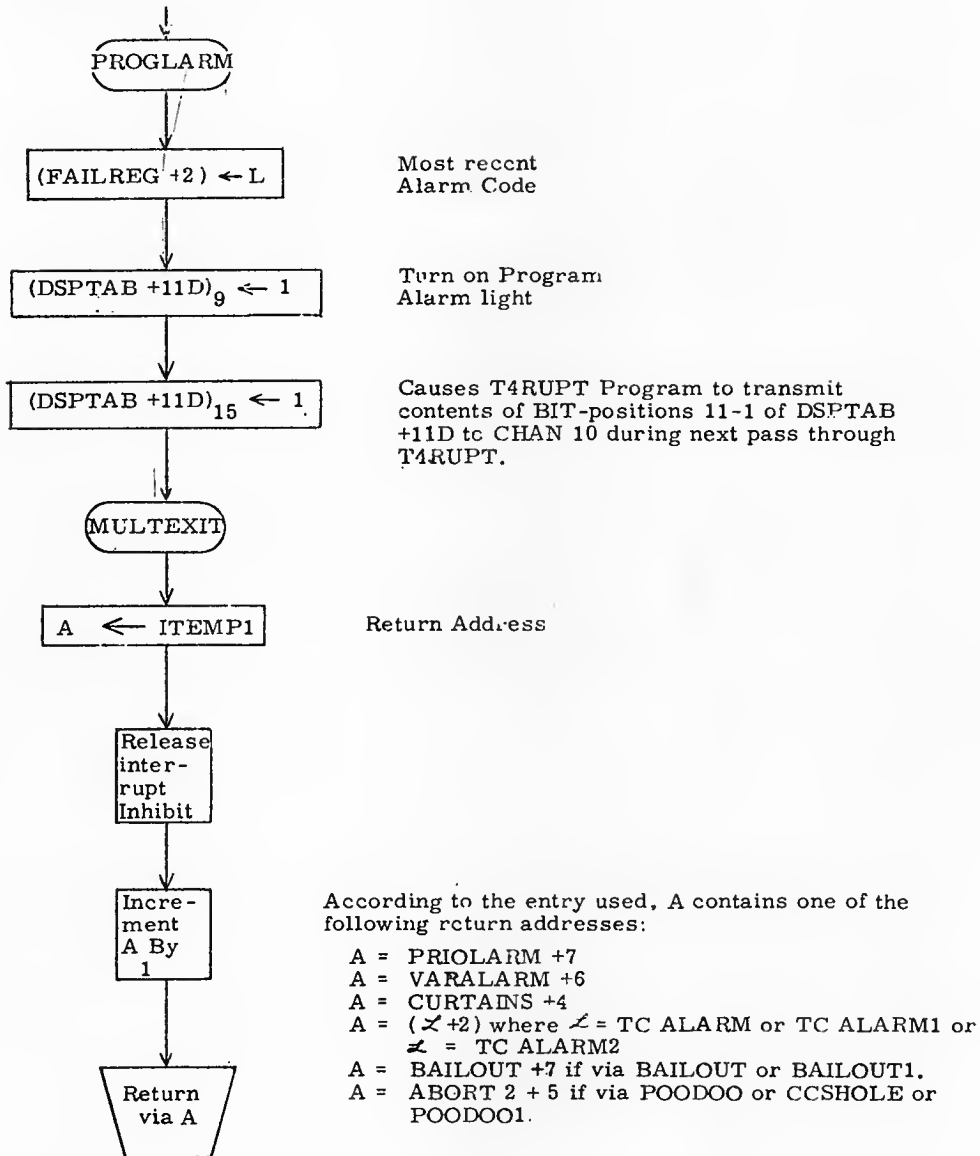 PROGLARM
(FAILREG +2) ← L
Most recent
Alarm Code
(DSPTAB +11D)₉ ← 1
Turn on Program
Alarm light
(DSPTAB +11D)₁₅ ← 1
Causes T4RUPT Program to transmit
contents of BIT-positions 11-1 of DSPTAB
+11D to CHAN 10 during next pass through
T4RUPT.
MULTEXIT
A ← ITEMP1
Return Address
Release
inter-
rupt
Inhibit
Incre-
ment
A By
1
According to the entry used, A contains one of the
following return addresses:
A = PRIOLARM +7
A = VARALARM +6
A = CURTAINS +4
A = (ℒ+2) where ℒ = TC ALARM or TC ALARM1 or
ℒ = TC ALARM2
A = BAILOUT +7 if via BAILOUT or BAILOUT1.
A = ABORT 2 + 5 if via POODOO or CCSHOLE or
POODOO1.
Return
via A